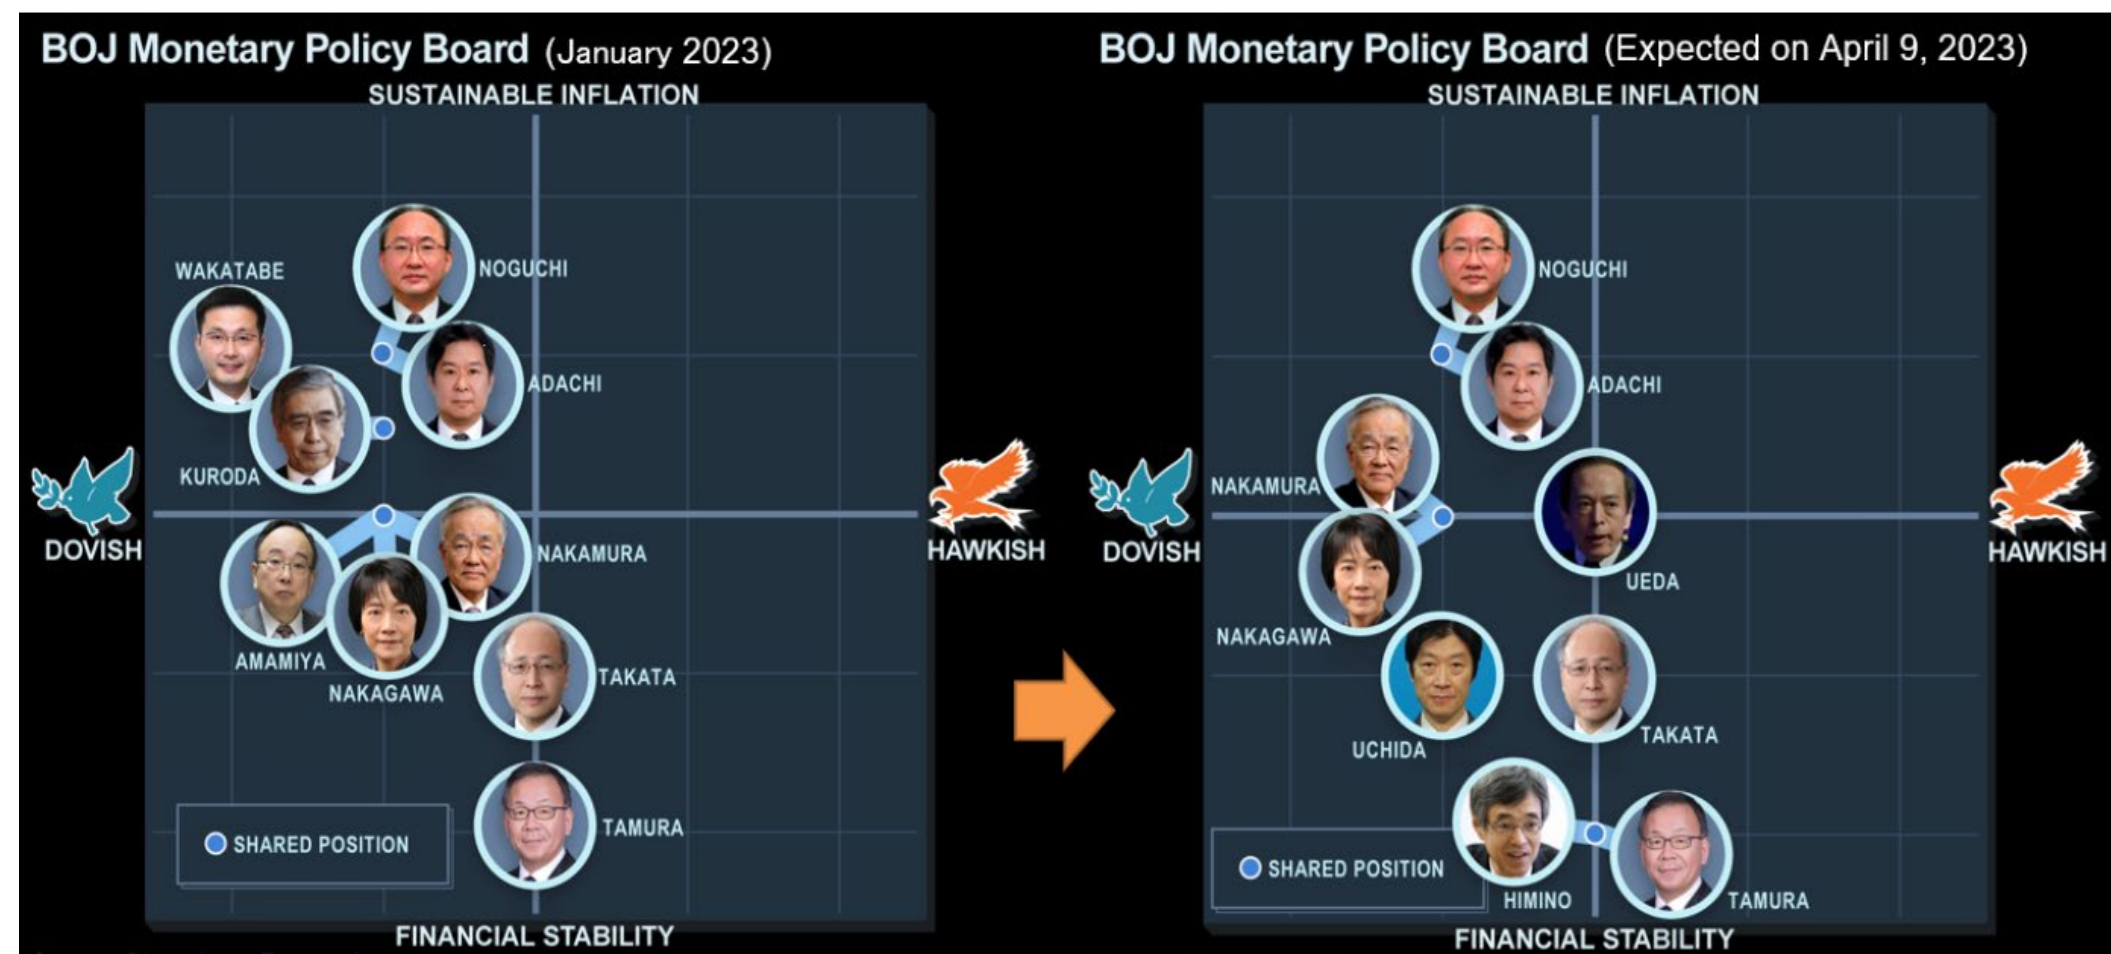 BOJ Monetary Policy Board (January 2023)
SUSTAINABLE INFLATION
WAKATABE
NOGUCHI
ADACHI
KURODA
DOVISH
HAWKISH
NAKAMURA
AMAMIYA
NAKAGAWA
TAKATA
TAMURA
SHARED POSITION
FINANCIAL STABILITY
BOJ Monetary Policy Board (Expected on April 9, 2023)
SUSTAINABLE INFLATION
NOGUCHI
ADACHI
NAKAMURA
DOVISH
HAWKISH
UEDA
NAKAGAWA
UCHIDA
TAKATA
SHARED POSITION
HIMINO
TAMURA
FINANCIAL STABILITY